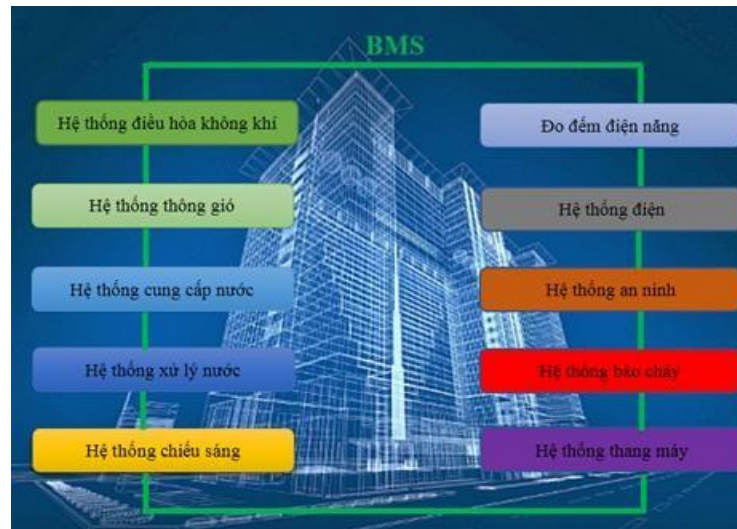 BMS
Hệ thống điều hòa không khí
Hệ thống thông gió
Hệ thống cung cấp nước
Hệ thống xử lý nước
Hệ thống chiếu sáng
Đo đếm điện năng
Hệ thống điện
Hệ thống an ninh
Hệ thống báo cháy
Hệ thống thang máy